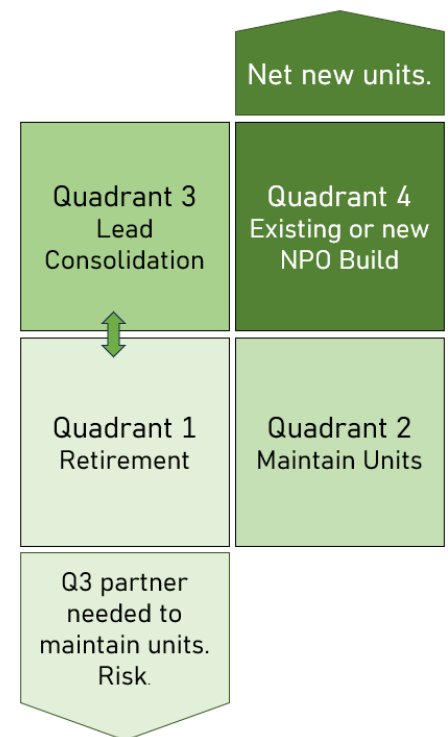 Net new units.
Quadrant 3
Lead
Consolidation
Quadrant 4
Existing or new
NPO Build
Quadrant 1
Retirement
Quadrant 2
Maintain Units
Q3 partner
needed to
maintain units.
Risk.